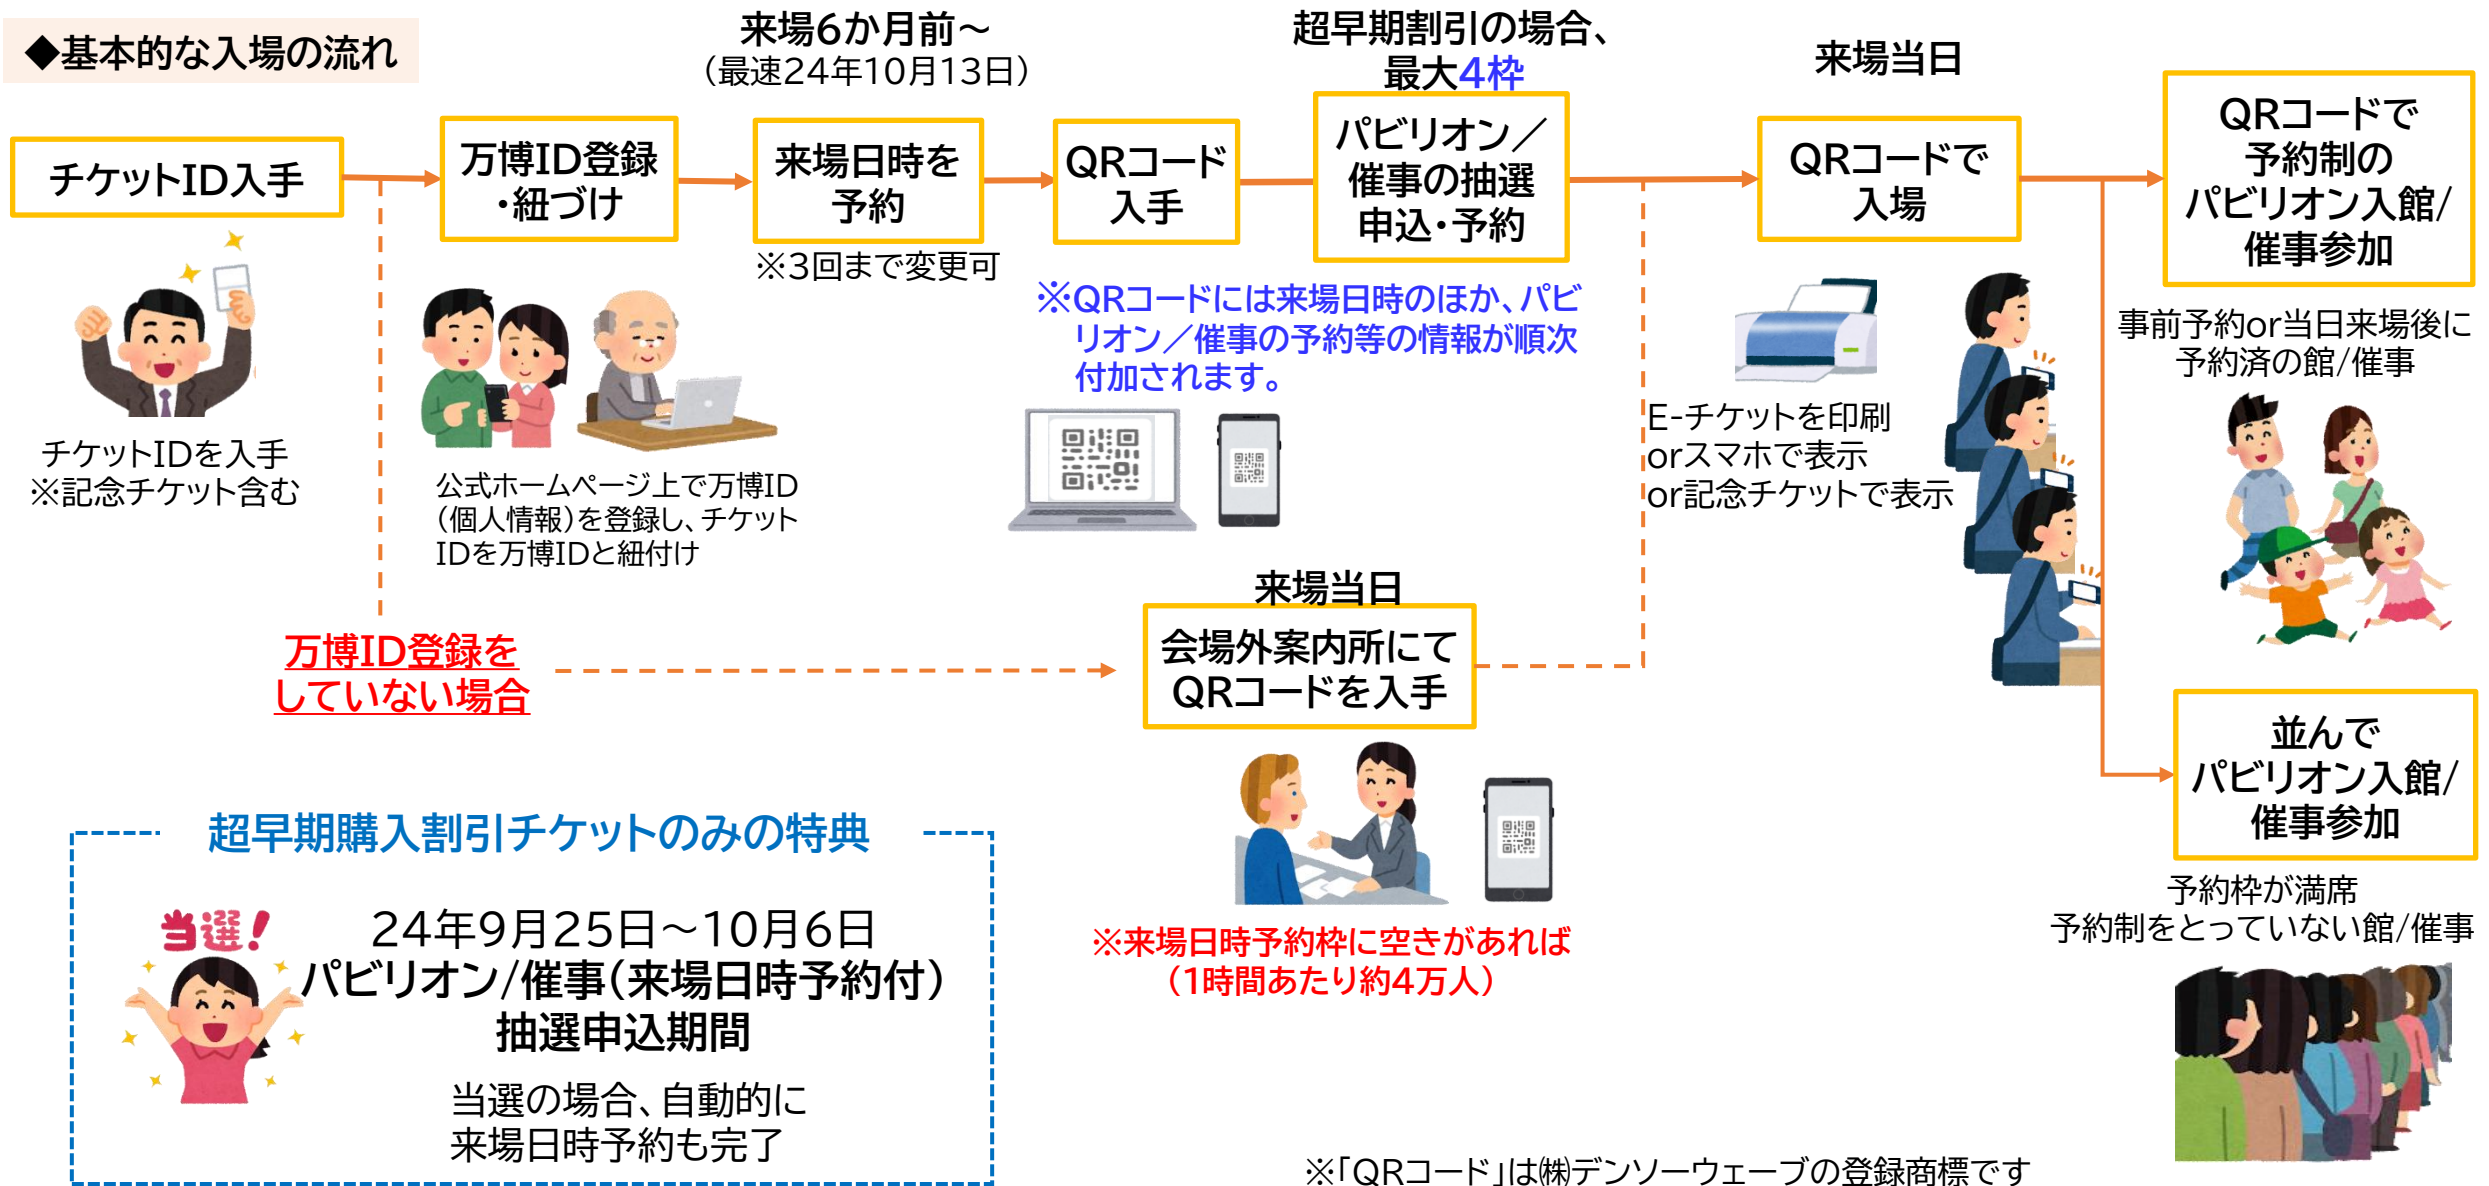 ◆基本的な入場の流れ
来場6か月前～
（最速24年10月13日）
超早期割引の場合、
最大4枠
来場当日
チケットID入手
万博ID登録
・紐づけ
来場日時を
予約
QRコード
入手
パビリオン／
催事の抽選
申込・予約
QRコードで
入場
QRコードで
予約制の
パビリオン入館/
催事参加
※3回まで変更可
※QRコードには来場日時のほか、パビ
リオン／催事の予約等の情報が順次
付加されます。
事前予約or当日来場後に
予約済の館/催事
チケットIDを入手
※記念チケット含む
公式ホームページ上で万博ID
（個人情報）を登録し、チケット
IDを万博IDと紐付け
E-チケットを印刷
orスマホで表示
or記念チケットで表示
万博ID登録を
していない場合
来場当日
会場外案内所にて
QRコードを入手
※来場日時予約枠に空きがあれば
（1時間あたり約4万人）
並んで
パビリオン入館/
催事参加
予約枠が満席
予約制をとっていない館/催事
超早期購入割引チケットのみの特典
当選！
24年9月25日～10月6日
パビリオン/催事（来場日時予約付）
抽選申込期間
当選の場合、自動的に
来場日時予約も完了
※「QRコード」は㈱デンソーウェーブの登録商標です